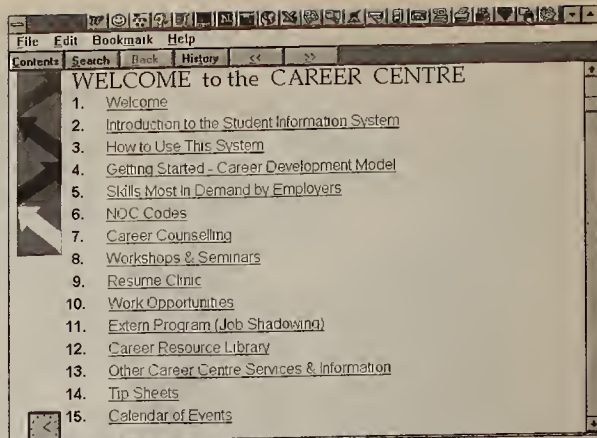 File Edit Bookmark Help
Contents Search Back History << >>
WELCOME to the CAREER CENTRE
1. Welcome
2. Introduction to the Student Information System
3. How to Use This System
4. Getting Started - Career Development Model
5. Skills Most In Demand by Employers
6. NOC Codes
7. Career Counselling
8. Workshops & Seminars
9. Resume Clinic
10. Work Opportunities
11. Extern Program (Job Shadowing)
12. Career Resource Library
13. Other Career Centre Services & Information
14. Tip Sheets
15. Calendar of Events
<